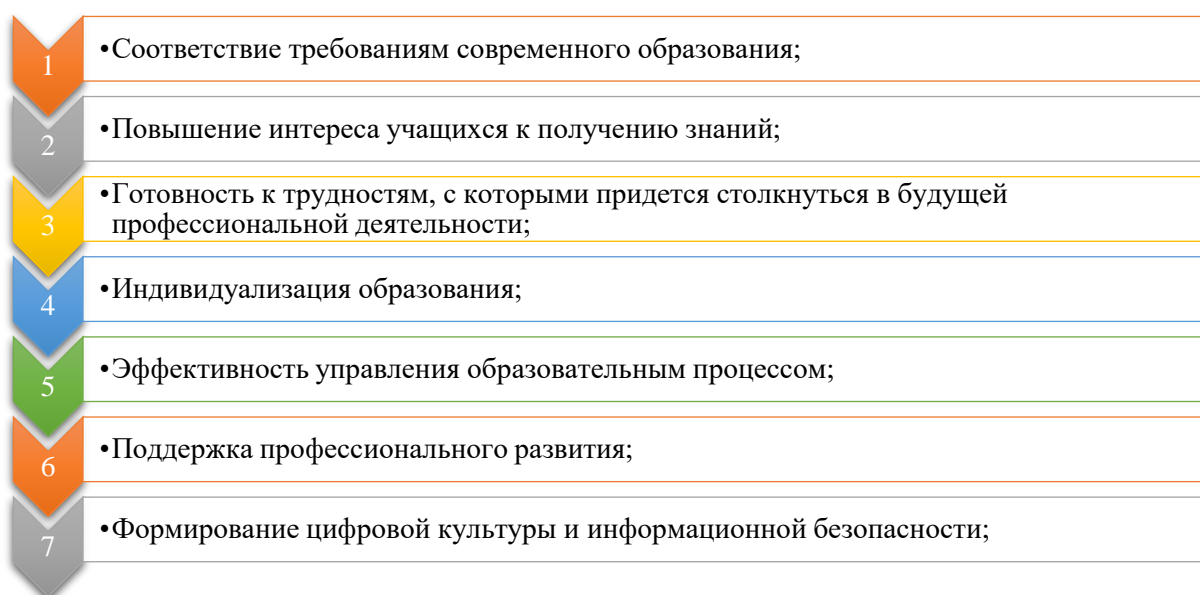 1
•Соответствие требованиям современного образования;
2
•Повышение интереса учащихся к получению знаний;
3
•Готовность к трудностям, с которыми придется столкнуться в будущей
профессиональной деятельности;
4
•Индивидуализация образования;
5
•Эффективность управления образовательным процессом;
6
•Поддержка профессионального развития;
7
•Формирование цифровой культуры и информационной безопасности;